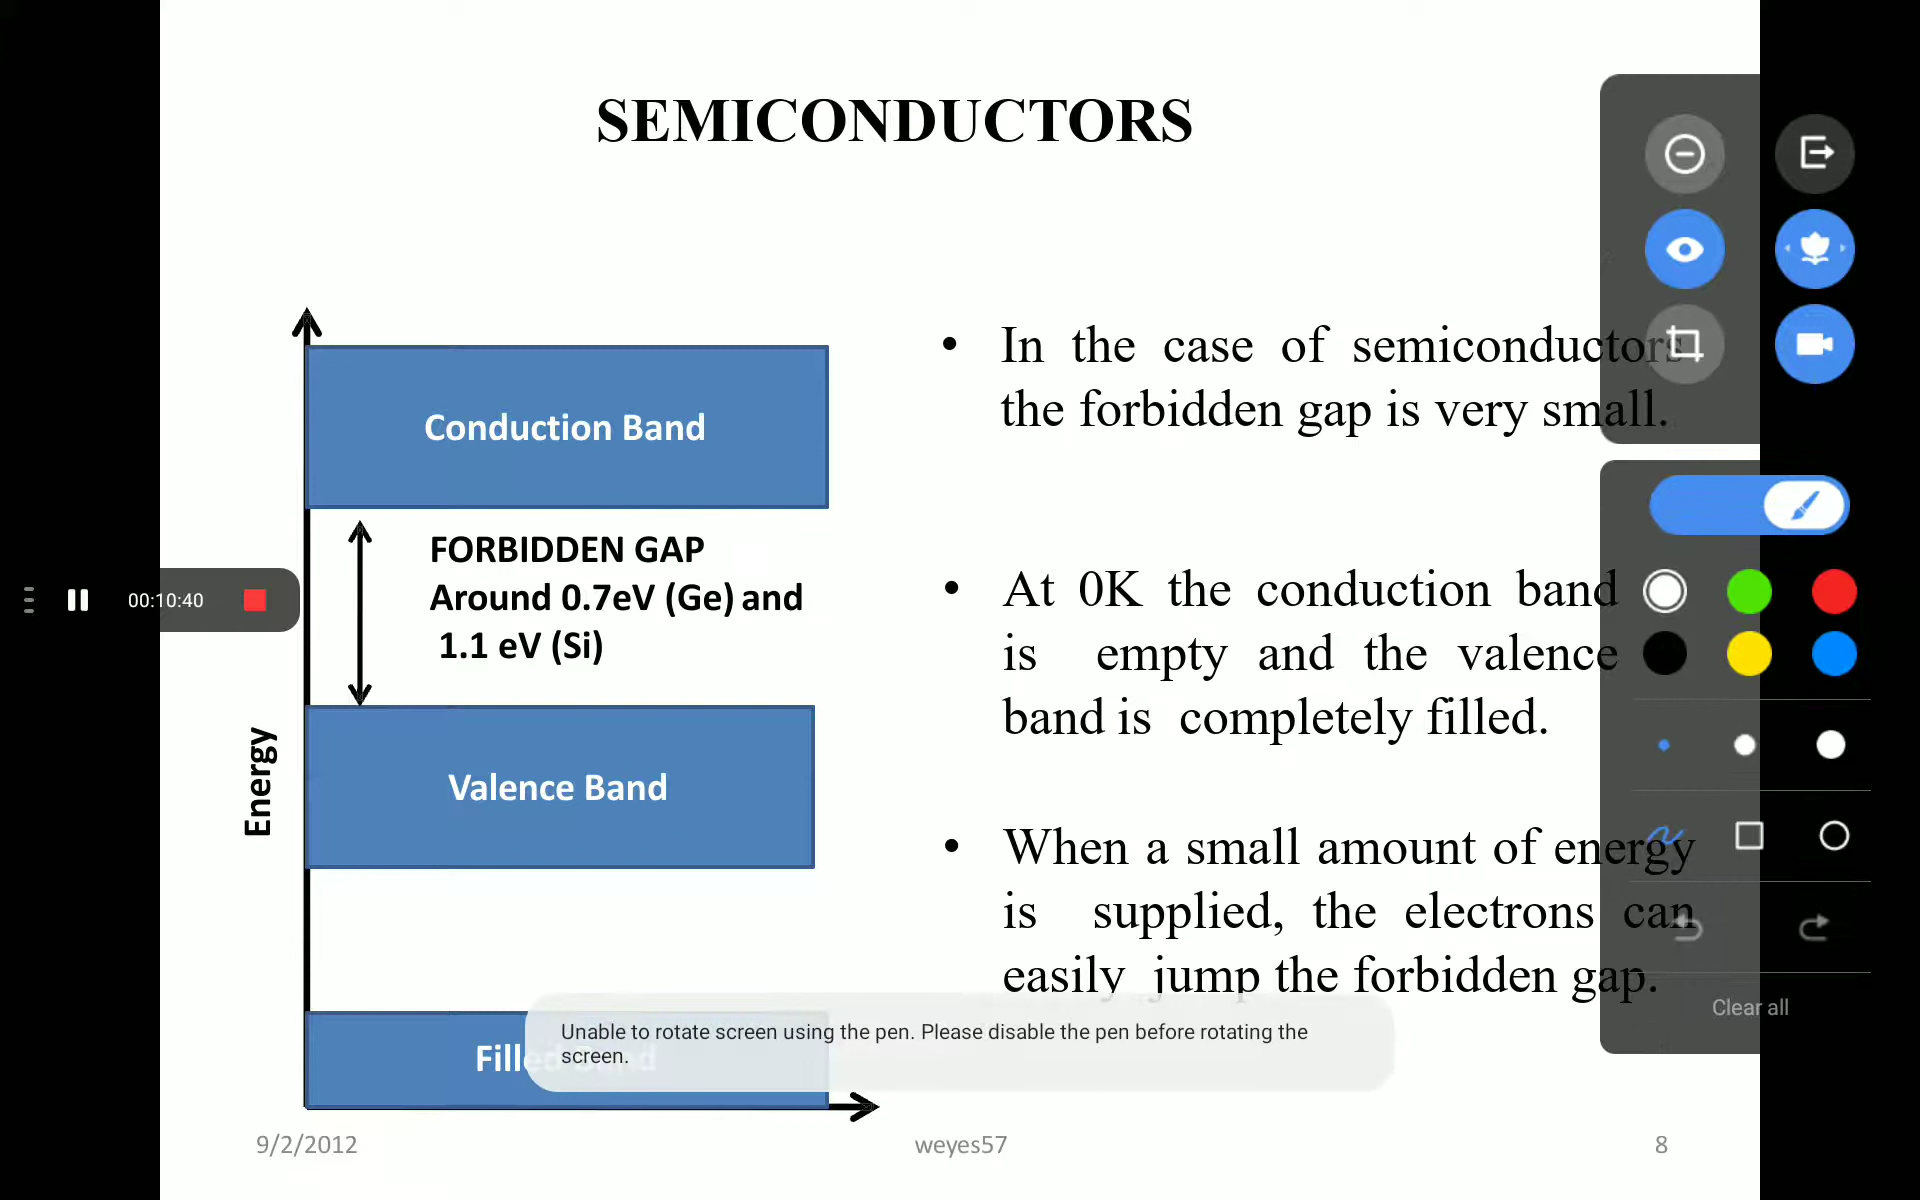 SEMICONDUCTORS
Conduction Band
FORBIDDEN GAP
Around 0.7eV (Ge) and
1.1 eV (Si)
Valence Band
Energy
Filled Band
• In the case of semiconductors
the forbidden gap is very small.
• At 0K the conduction band
is empty and the valence
band is completely filled.
• When a small amount of energy
is supplied, the electrons can
easily jump the forbidden gap.
00:10:40
Unable to rotate screen using the pen. Please disable the pen before rotating the
screen.
Clear all
9/2/2012
weyes57
8